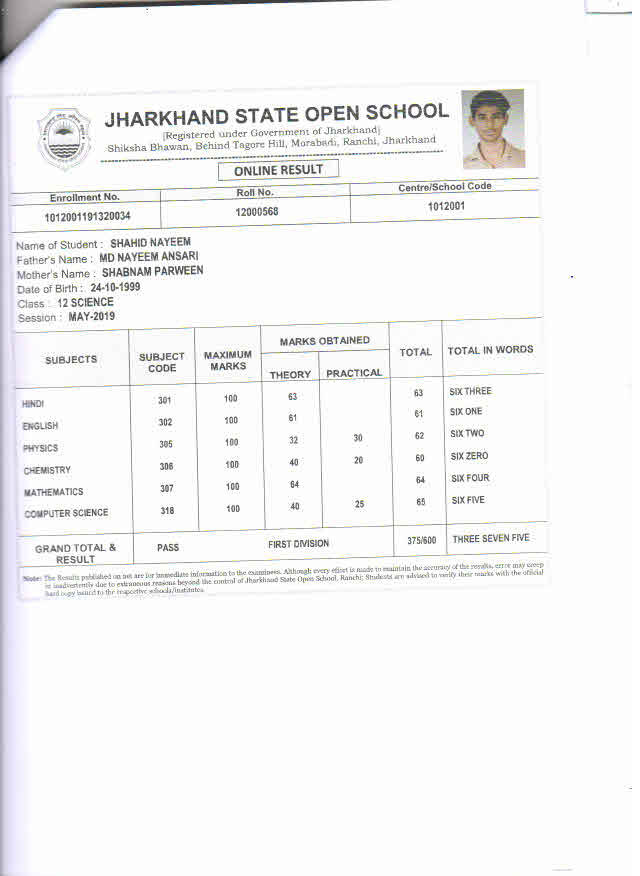 JHARKHAND STATE OPEN SCHOOL
[Registered under Government of Jharkhand]
Shiksha Bhawan, Behind Tagore Hill, Morabadi, Ranchi, Jharkhand
ONLINE RESULT
Enrollment No. Roll No. Centre/School Code
1012001191320034 12000568 1012001
Name of Student : SHAHID NAYEEM
Father's Name : MD NAYEEM ANSARI
Mother's Name : SHABNAM PARWEEN
Date of Birth : 24-10-1999
Class : 12 SCIENCE
Session : MAY-2019
SUBJECTS SUBJECT CODE MAXIMUM MARKS MARKS OBTAINED TOTAL TOTAL IN WORDS
THEORY PRACTICAL
HINDI 301 100 63 63 SIX THREE
ENGLISH 302 100 61 61 SIX ONE
PHYSICS 305 100 32 30 62 SIX TWO
CHEMISTRY 306 100 40 20 60 SIX ZERO
MATHEMATICS 307 100 64 64 SIX FOUR
COMPUTER SCIENCE 318 100 40 25 65 SIX FIVE
GRAND TOTAL & RESULT PASS FIRST DIVISION 375/600 THREE SEVEN FIVE
Note: The Results published on net are for immediate information to the examinees. Although every effort is made to maintain the accuracy of the results, error may creep
in inadvertently due to extraneous reasons beyond the control of Jharkhand State Open School, Ranchi; Students are advised to verify their marks with the official
hard copy issued to the respective schools/institutes.